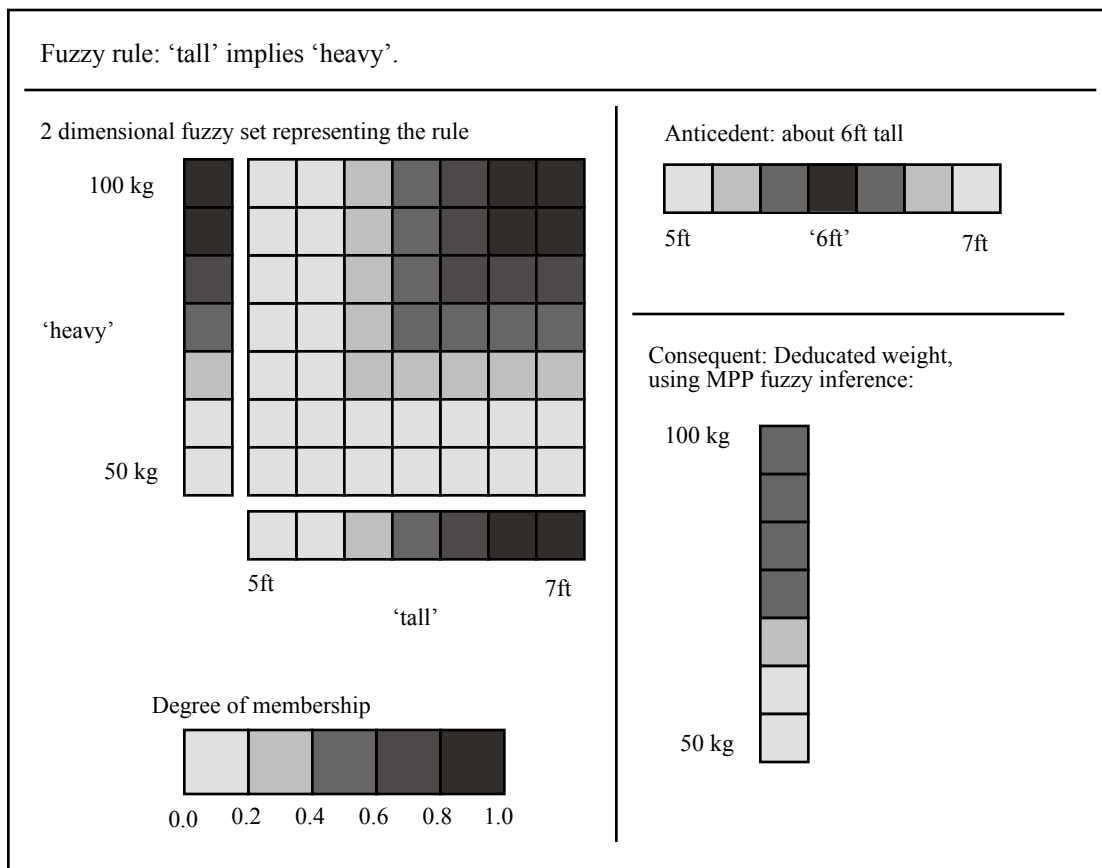 Fuzzy rule: ‘tall’ implies ‘heavy’.
2 dimensional fuzzy set representing the rule
100 kg
‘heavy’
50 kg
5ft
7ft
‘tall’
Degree of membership
0.0
0.2
0.4
0.6
0.8
1.0
Anticedent: about 6ft tall
5ft
‘6ft’
7ft
Consequent: Deducated weight,
using MPP fuzzy inference:
100 kg
50 kg